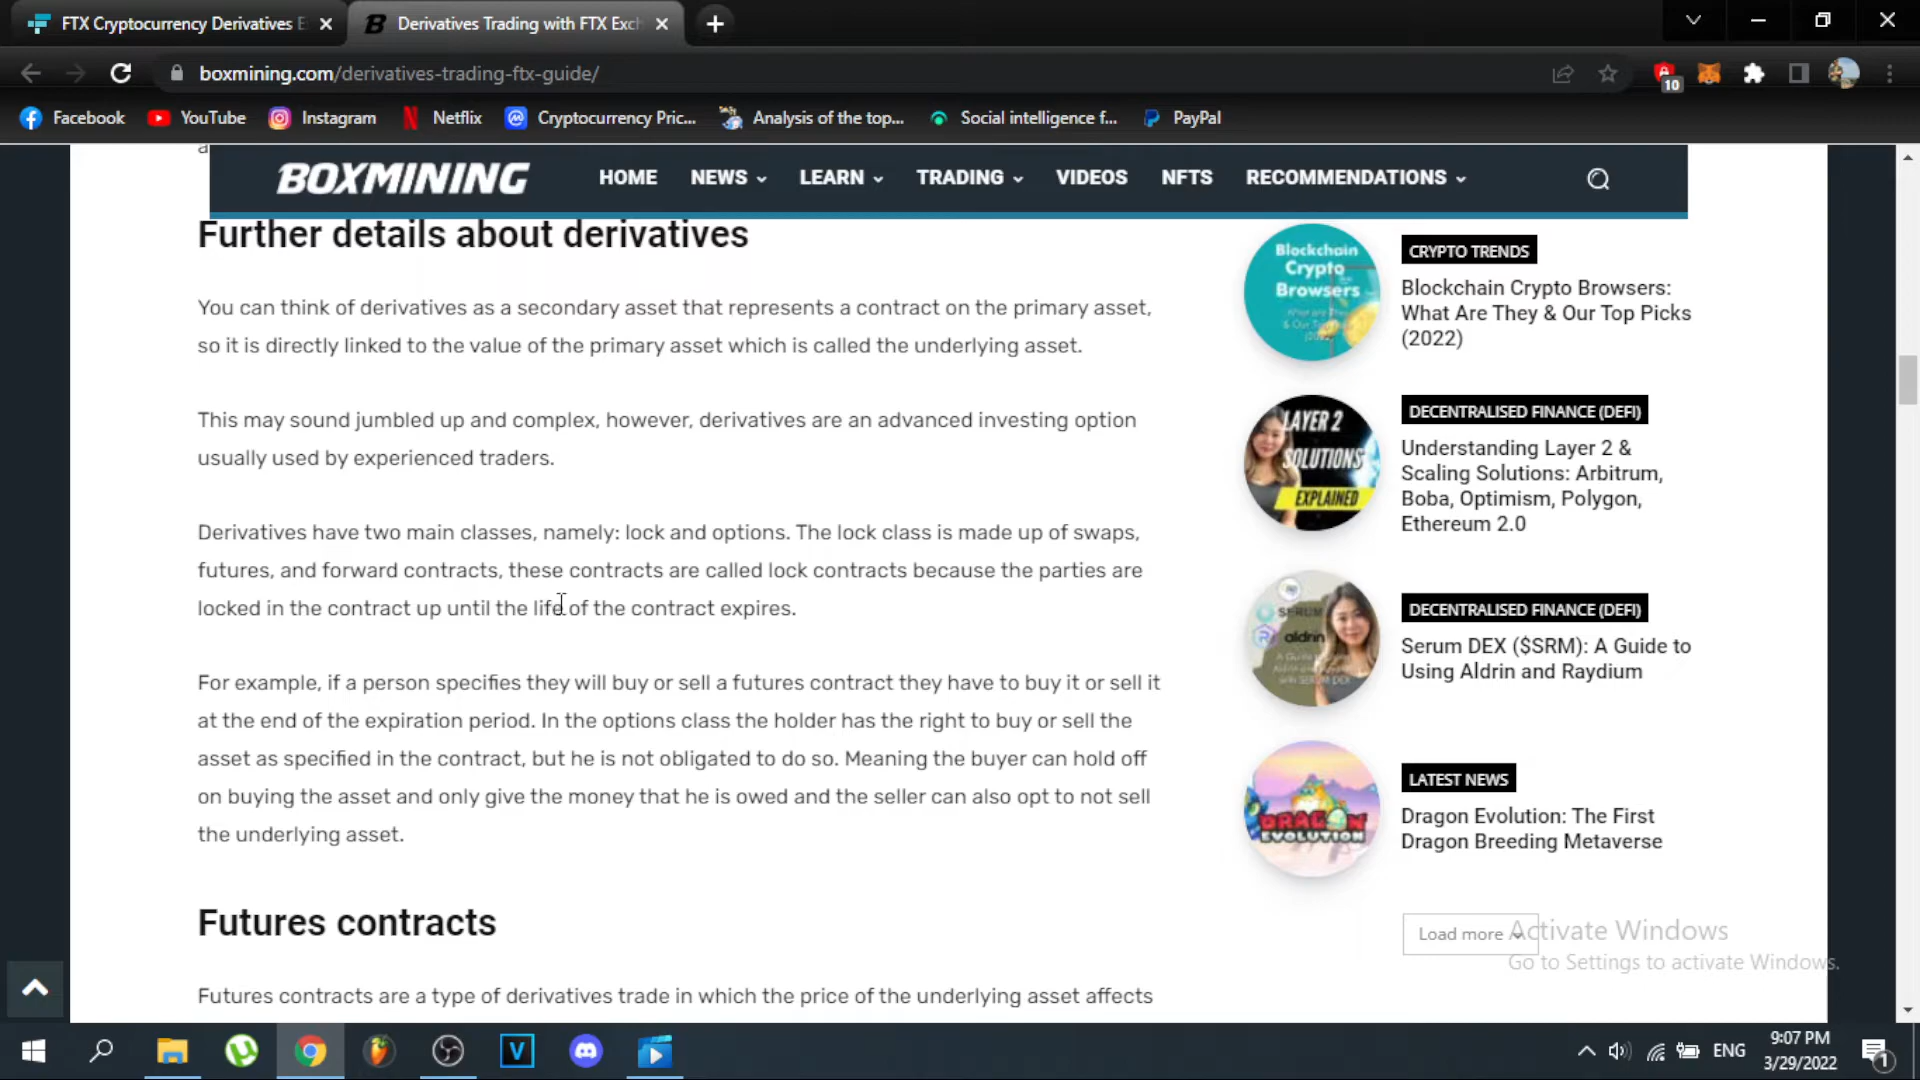 FTX Cryptocurrency Derivatives E
Derivatives Trading with FTX Exch
boxmining.com/derivatives-trading-ftx-guide/
10
Facebook
YouTube
Instagram
Netflix
Cryptocurrency Pric...
Analysis of the top...
Social intelligence f...
PayPal
BOXMINING
HOME
NEWS
LEARN
TRADING
VIDEOS
NFTS
RECOMMENDATIONS
Further details about derivatives
You can think of derivatives as a secondary asset that represents a contract on the primary asset,
so it is directly linked to the value of the primary asset which is called the underlying asset.
This may sound jumbled up and complex, however, derivatives are an advanced investing option
usually used by experienced traders.
Derivatives have two main classes, namely: lock and options. The lock class is made up of swaps,
futures, and forward contracts, these contracts are called lock contracts because the parties are
locked in the contract up until the life of the contract expires.
For example, if a person specifies they will buy or sell a futures contract they have to buy it or sell it
at the end of the expiration period. In the options class the holder has the right to buy or sell the
asset as specified in the contract, but he is not obligated to do so. Meaning the buyer can hold off
on buying the asset and only give the money that he is owed and the seller can also opt to not sell
the underlying asset.
Futures contracts
Futures contracts are a type of derivatives trade in which the price of the underlying asset affects
Blockchain
Crypto
Browsers
CRYPTO TRENDS
Blockchain Crypto Browsers:
What Are They & Our Top Picks
(2022)
LAYER 2
SOLUTIONS
EXPLAINED
DECENTRALISED FINANCE (DEFI)
Understanding Layer 2 &
Scaling Solutions: Arbitrum,
Boba, Optimism, Polygon,
Ethereum 2.0
SERUM
aldrin
DECENTRALISED FINANCE (DEFI)
Serum DEX ($SRM): A Guide to
Using Aldrin and Raydium
DRAGON
EVOLUTION
LATEST NEWS
Dragon Evolution: The First
Dragon Breeding Metaverse
Load more
Activate Windows
Go to Settings to activate Windows.
V
ENG
9:07 PM
3/29/2022
1